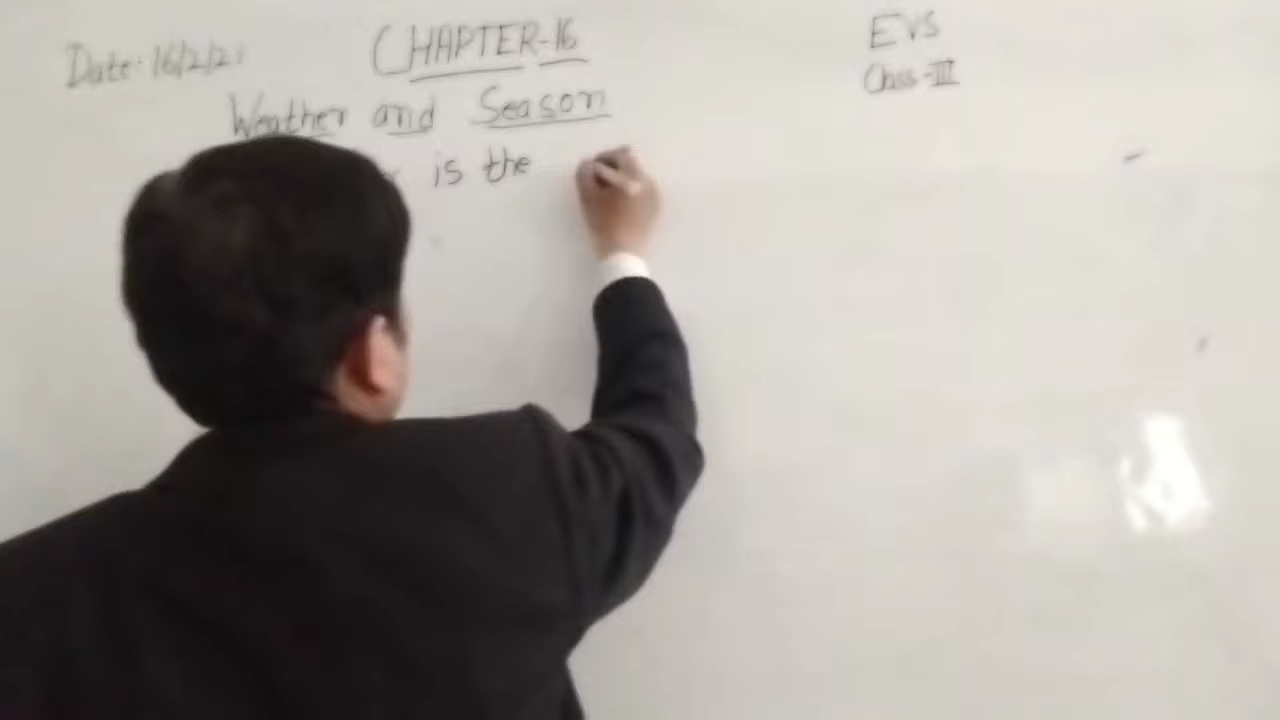 Date: 16/2/21
CHAPTER-16
EVS
Class-III
Weather and Season
is the